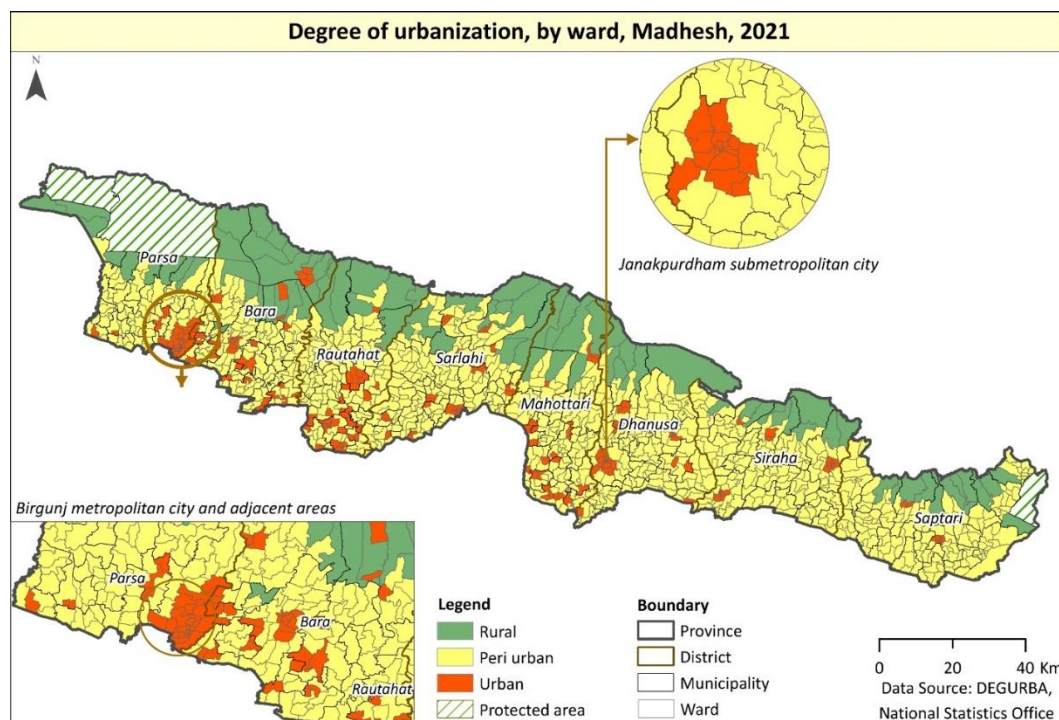 Degree of urbanization, by ward, Madhesh, 2021
N
Janakpurdham submetropolitan city
Parsa
Bara
Rautahat
Sarlahi
Mahottari
Dhanusa
Siraha
Saptari
Birgunj metropolitan city and adjacent areas
Parsa
Bara
Rautahat
Legend
Rural
Peri urban
Urban
Protected area
Boundary
Province
District
Municipality
Ward
0 20 40 Km
Data Source: DEGURBA,
National Statistics Office